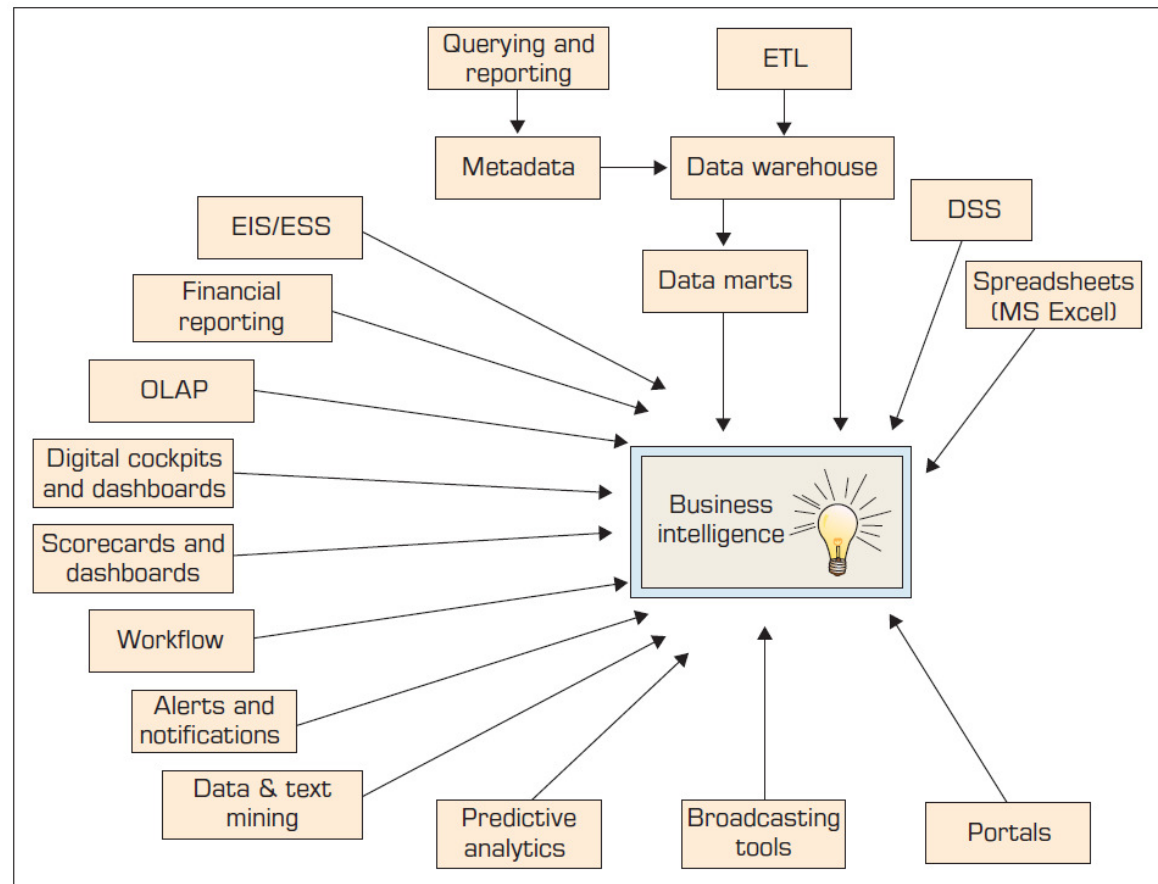 Querying and
reporting
ETL
Metadata
Data warehouse
EIS/ESS
DSS
Data marts
Financial
reporting
Spreadsheets
(MS Excel)
OLAP
Digital cockpits
and dashboards
Business
intelligence
Scorecards and
dashboards
Workflow
Alerts and
notifications
Data & text
mining
Predictive
analytics
Broadcasting
tools
Portals